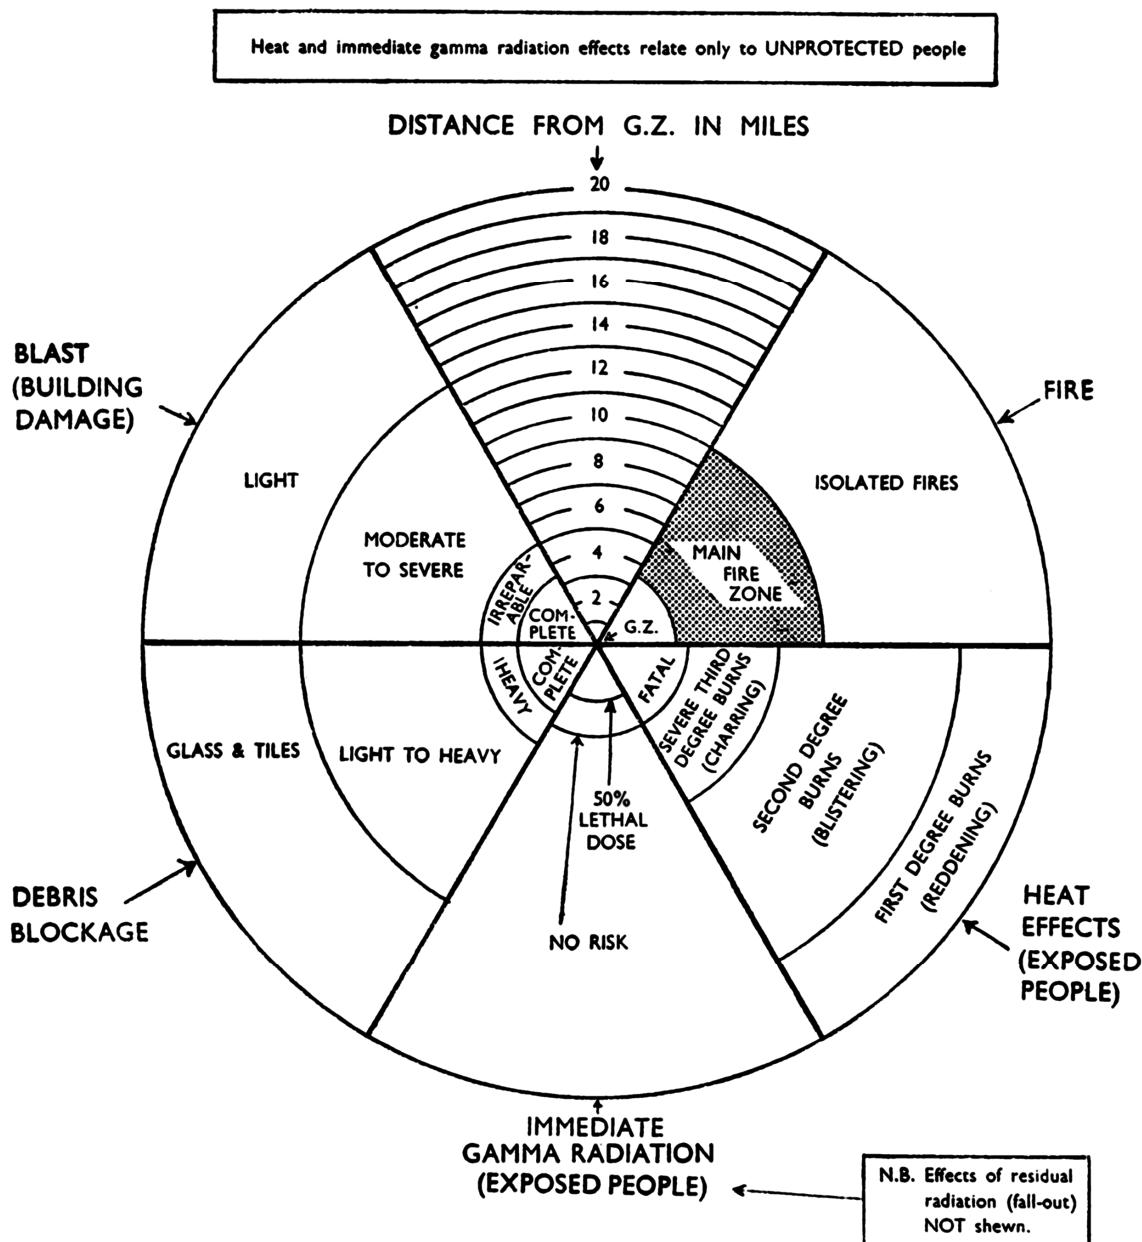 Heat and immediate gamma radiation effects relate only to UNPROTECTED people
DISTANCE FROM G.Z. IN MILES
20
18
16
14
12
10
8
6
4
2
G.Z.
BLAST
(BUILDING
DAMAGE)
LIGHT
MODERATE
TO SEVERE
IRREPAR-
ABLE
COM-
PLETE
FIRE
ISOLATED FIRES
MAIN
FIRE
ZONE
DEBRIS
BLOCKAGE
GLASS & TILES
LIGHT TO HEAVY
HEAVY
COM-
PLETE
50%
LETHAL
DOSE
NO RISK
FATAL
SEVERE THIRD
DEGREE BURNS
(CHARRING)
SECOND DEGREE
BURNS
(BLISTERING)
FIRST DEGREE BURNS
(REDDENING)
HEAT
EFFECTS
(EXPOSED
PEOPLE)
IMMEDIATE
GAMMA RADIATION
(EXPOSED PEOPLE)
N.B. Effects of residual
radiation (fall-out)
NOT shewn.